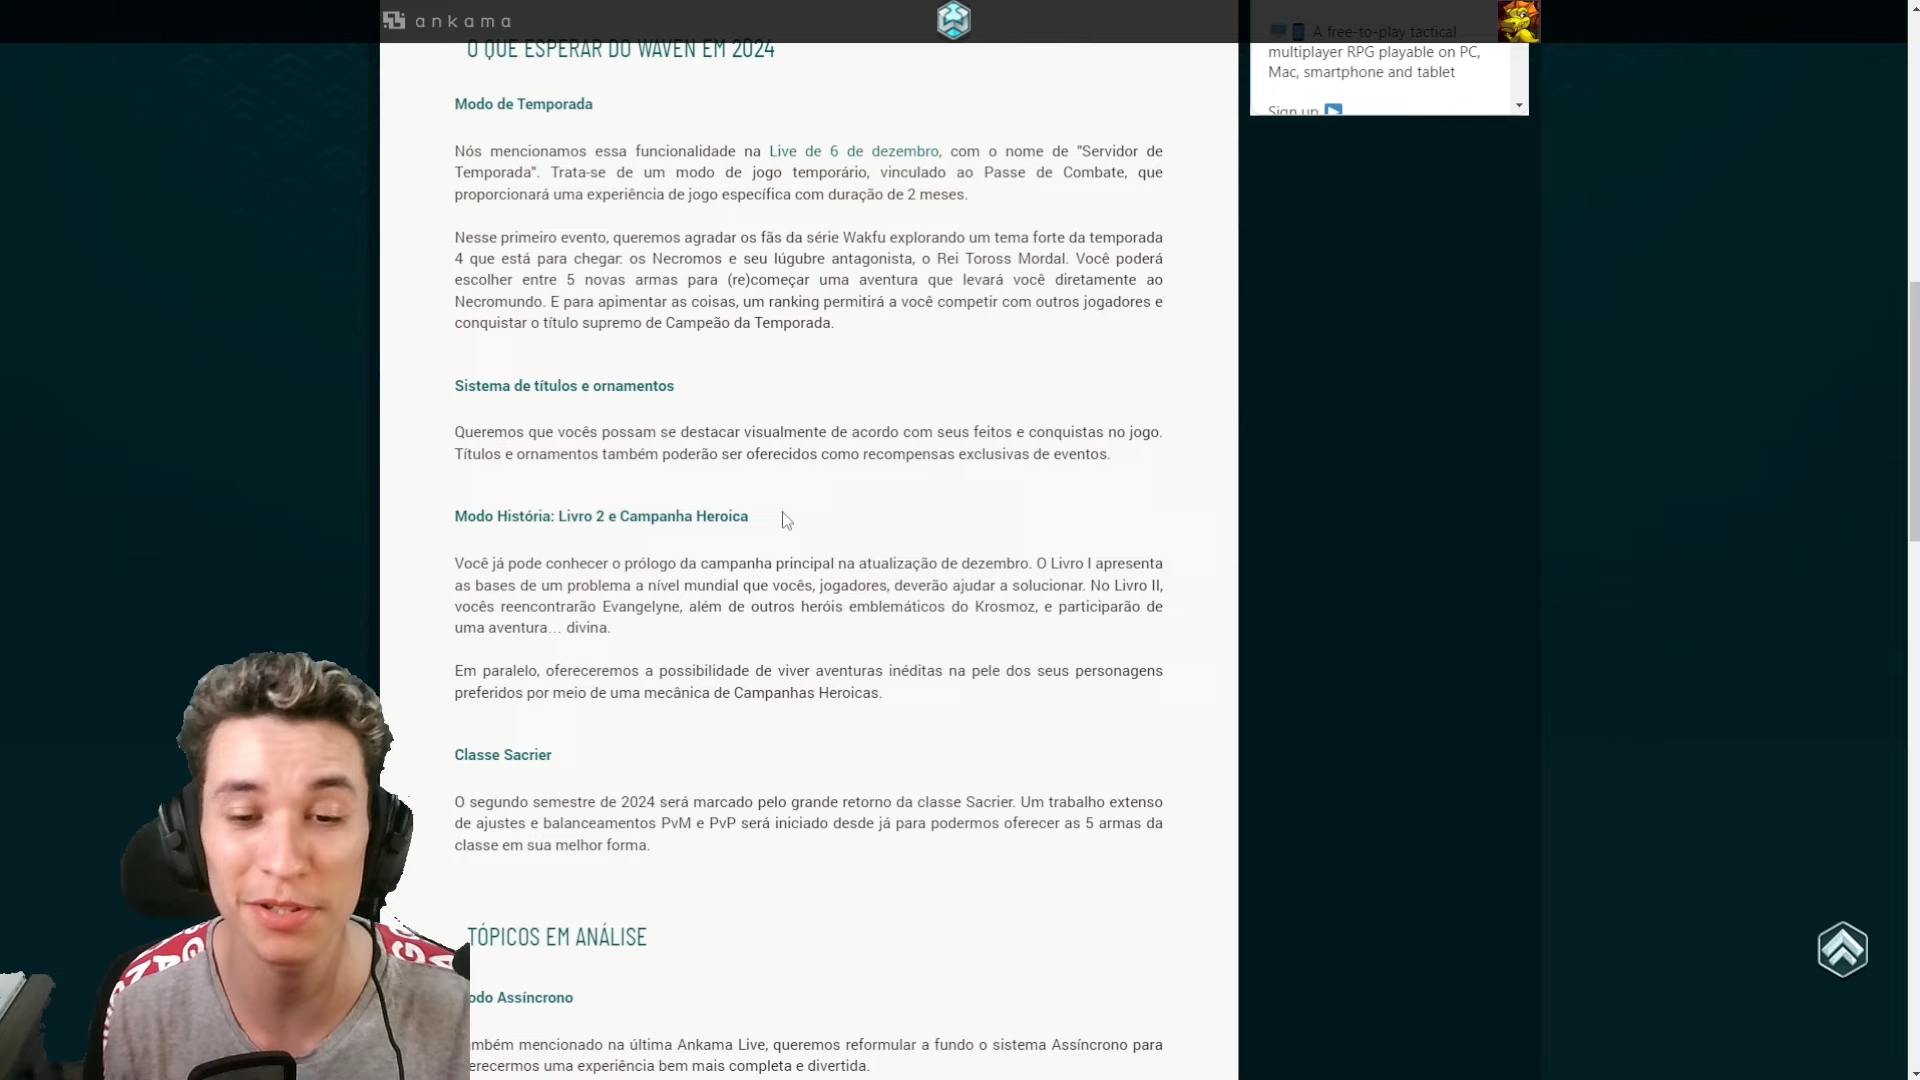 ankama
O QUE ESPERAR DO WAVEN EM 2024
Modo de Temporada
Nós mencionamos essa funcionalidade na Live de 6 de dezembro, com o nome de "Servidor de
Temporada". Trata-se de um modo de jogo temporário, vinculado ao Passe de Combate, que
proporcionará uma experiência de jogo específica com duração de 2 meses.
Nesse primeiro evento, queremos agradar os fãs da série Wakfu explorando um tema forte da temporada
4 que está para chegar: os Necromos e seu lúgubre antagonista, o Rei Toross Mordal. Você poderá
escolher entre 5 novas armas para (re)começar uma aventura que levará você diretamente ao
Necromundo. E para apimentar as coisas, um ranking permitirá a você competir com outros jogadores e
conquistar o título supremo de Campeão da Temporada.
Sistema de títulos e ornamentos
Queremos que vocês possam se destacar visualmente de acordo com seus feitos e conquistas no jogo.
Títulos e ornamentos também poderão ser oferecidos como recompensas exclusivas de eventos.
Modo História: Livro 2 e Campanha Heroica
Você já pode conhecer o prólogo da campanha principal na atualização de dezembro. O Livro I apresenta
as bases de um problema a nível mundial que vocês, jogadores, deverão ajudar a solucionar. No Livro II,
vocês reencontrarão Evangelyne, além de outros heróis emblemáticos do Krosmoz, e participarão de
uma aventura… divina.
Em paralelo, ofereceremos a possibilidade de viver aventuras inéditas na pele dos seus personagens
preferidos por meio de uma mecânica de Campanhas Heroicas.
Classe Sacrier
O segundo semestre de 2024 será marcado pelo grande retorno da classe Sacrier. Um trabalho extenso
de ajustes e balanceamentos PvM e PvP será iniciado desde já para podermos oferecer as 5 armas da
classe em sua melhor forma.
TÓPICOS EM ANÁLISE
odo Assíncrono
mbém mencionado na última Ankama Live, queremos reformular a fundo o sistema Assíncrono para
erecermos uma experiência bem mais completa e divertida.
A free-to-play tactical
multiplayer RPG playable on PC,
Mac, smartphone and tablet
Sign up